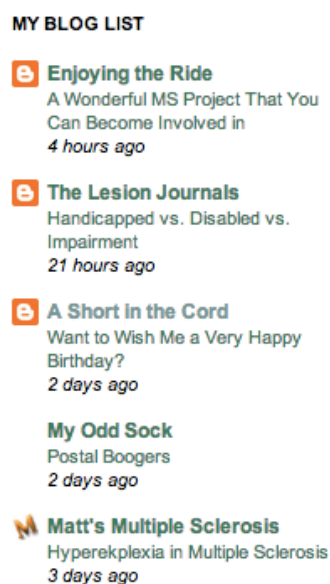 MY BLOG LIST
Enjoying the Ride
A Wonderful MS Project That You
Can Become Involved in
4 hours ago
The Lesion Journals
Handicapped vs. Disabled vs.
Impairment
21 hours ago
A Short in the Cord
Want to Wish Me a Very Happy
Birthday?
2 days ago
My Odd Sock
Postal Boogers
2 days ago
Matt's Multiple Sclerosis
Hyperekplexia in Multiple Sclerosis
3 days ago